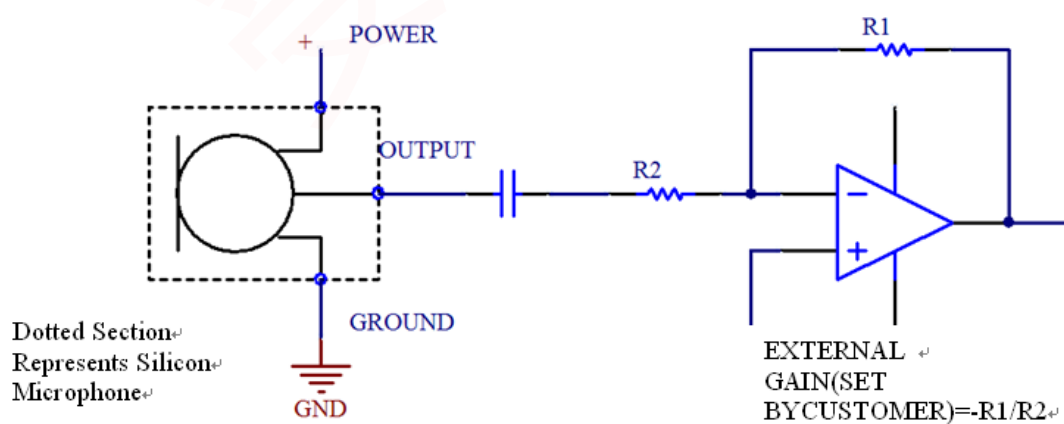 + POWER
R1
OUTPUT
R2
GROUND
GND
Dotted Section
Represents Silicon
Microphone
EXTERNAL
GAIN(SET
BYCUSTOMER)=-R1/R2